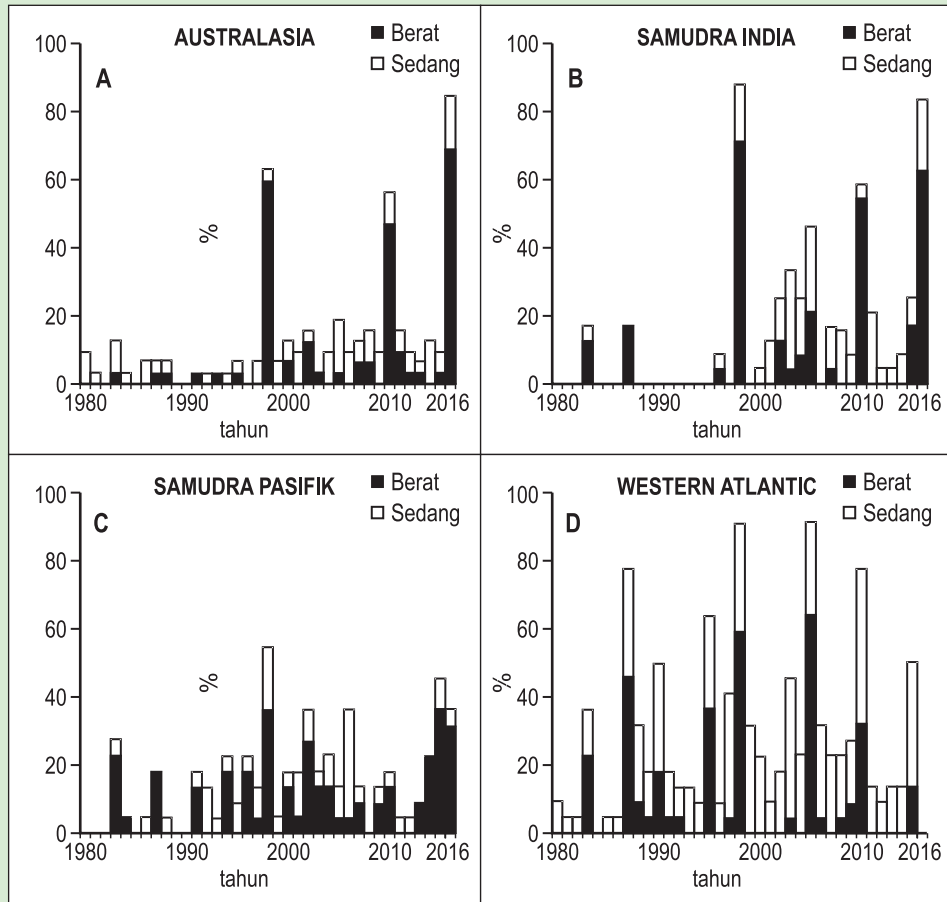 AUSTRALASIA
Berat
Sedang
A
100
80
60
40
20
0
%
1980
1990
2000
2010
2016
tahun
SAMUDRA INDIA
Berat
Sedang
B
100
80
60
40
20
0
%
1980
1990
2000
2010
2016
tahun
SAMUDRA PASIFIK
Berat
Sedang
C
100
80
60
40
20
0
%
1980
1990
2000
2010
2016
tahun
WESTERN ATLANTIC
Berat
Sedang
D
100
80
60
40
20
0
%
1980
1990
2000
2010
2016
tahun